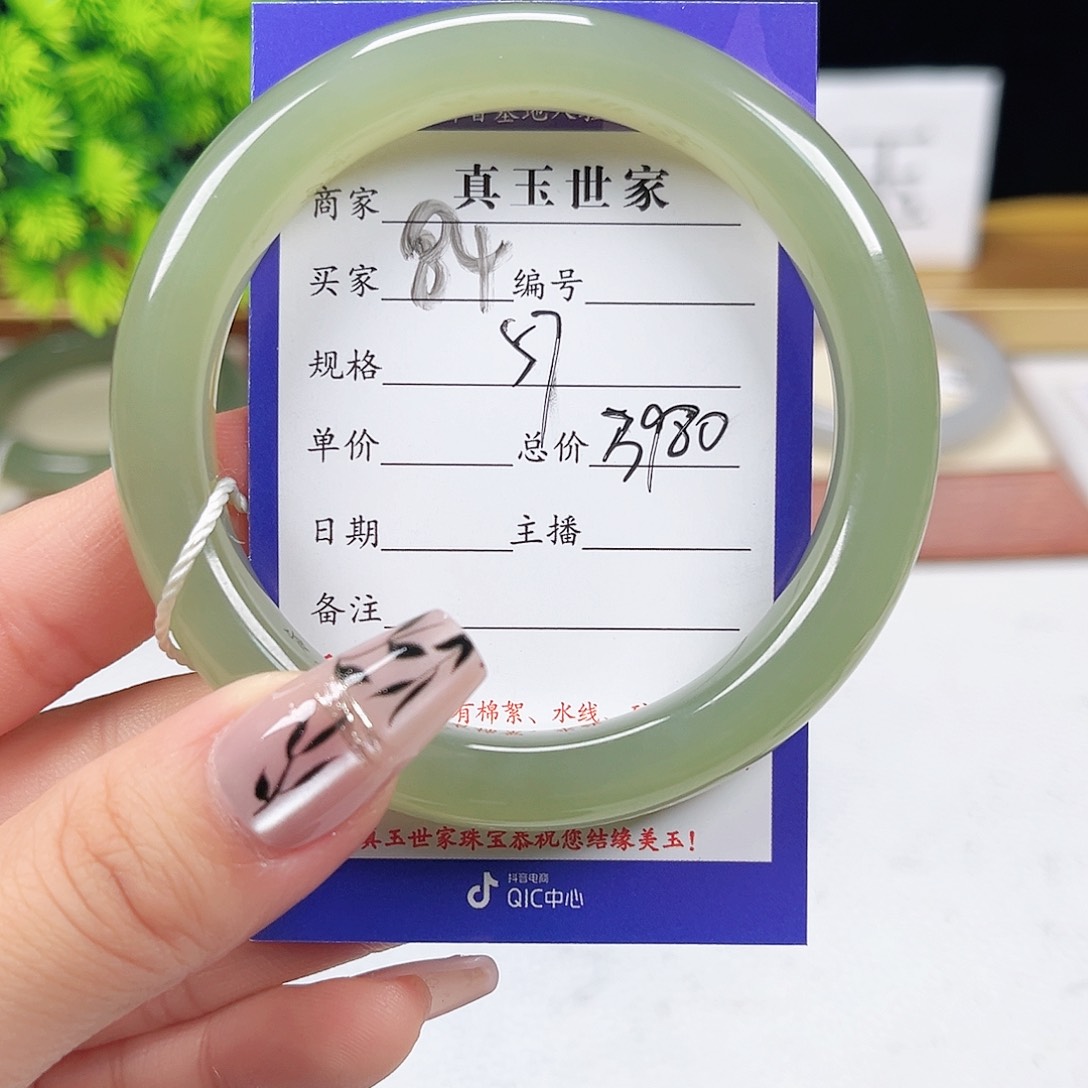 商家 真玉世家
买家 84 编号
规格 57
单价 总价 3980
日期 主播
备注
有棉絮、水线、
真玉世家珠宝恭祝您结缘美玉！
抖音电商
QIC中心